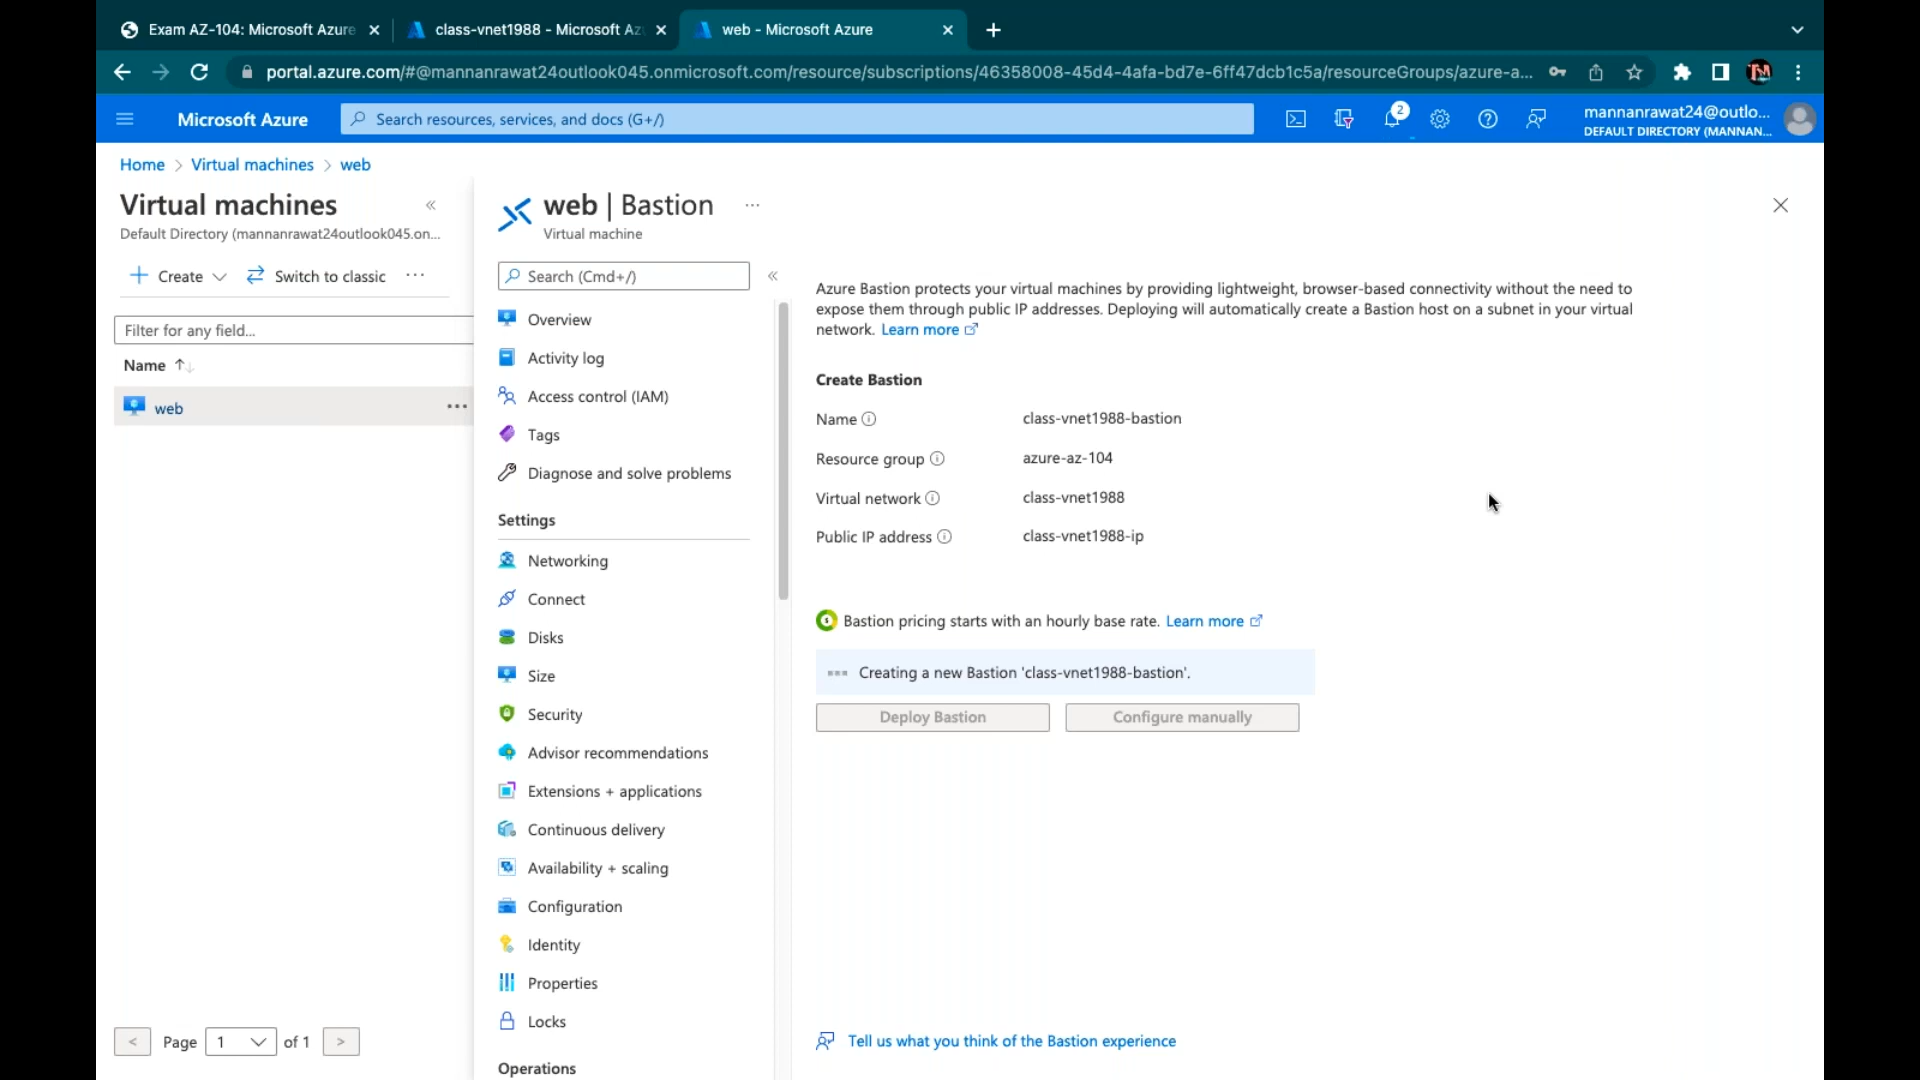 Exam AZ-104: Microsoft Azure
class-vnet1988 - Microsoft Az
web - Microsoft Azure
portal.azure.com/#@mannanrawat24outlook045.onmicrosoft.com/resource/subscriptions/46358008-45d4-4afa-bd7e-6ff47dcb1c5a/resourceGroups/azure-a...
Microsoft Azure
Search resources, services, and docs (G+/)
2
mannanrawat24@outlo...
DEFAULT DIRECTORY (MANNAN...
Home > Virtual machines > web
Virtual machines
Default Directory (mannanrawat24outlook045.on...
Create
Switch to classic
Filter for any field...
Name
web
Page 1 of 1
web | Bastion
Virtual machine
Search (Cmd+/)
Overview
Activity log
Access control (IAM)
Tags
Diagnose and solve problems
Settings
Networking
Connect
Disks
Size
Security
Advisor recommendations
Extensions + applications
Continuous delivery
Availability + scaling
Configuration
Identity
Properties
Locks
Operations
Azure Bastion protects your virtual machines by providing lightweight, browser-based connectivity without the need to
expose them through public IP addresses. Deploying will automatically create a Bastion host on a subnet in your virtual
network. Learn more
Create Bastion
Name class-vnet1988-bastion
Resource group azure-az-104
Virtual network class-vnet1988
Public IP address class-vnet1988-ip
Bastion pricing starts with an hourly base rate. Learn more
Creating a new Bastion 'class-vnet1988-bastion'.
Deploy Bastion
Configure manually
Tell us what you think of the Bastion experience